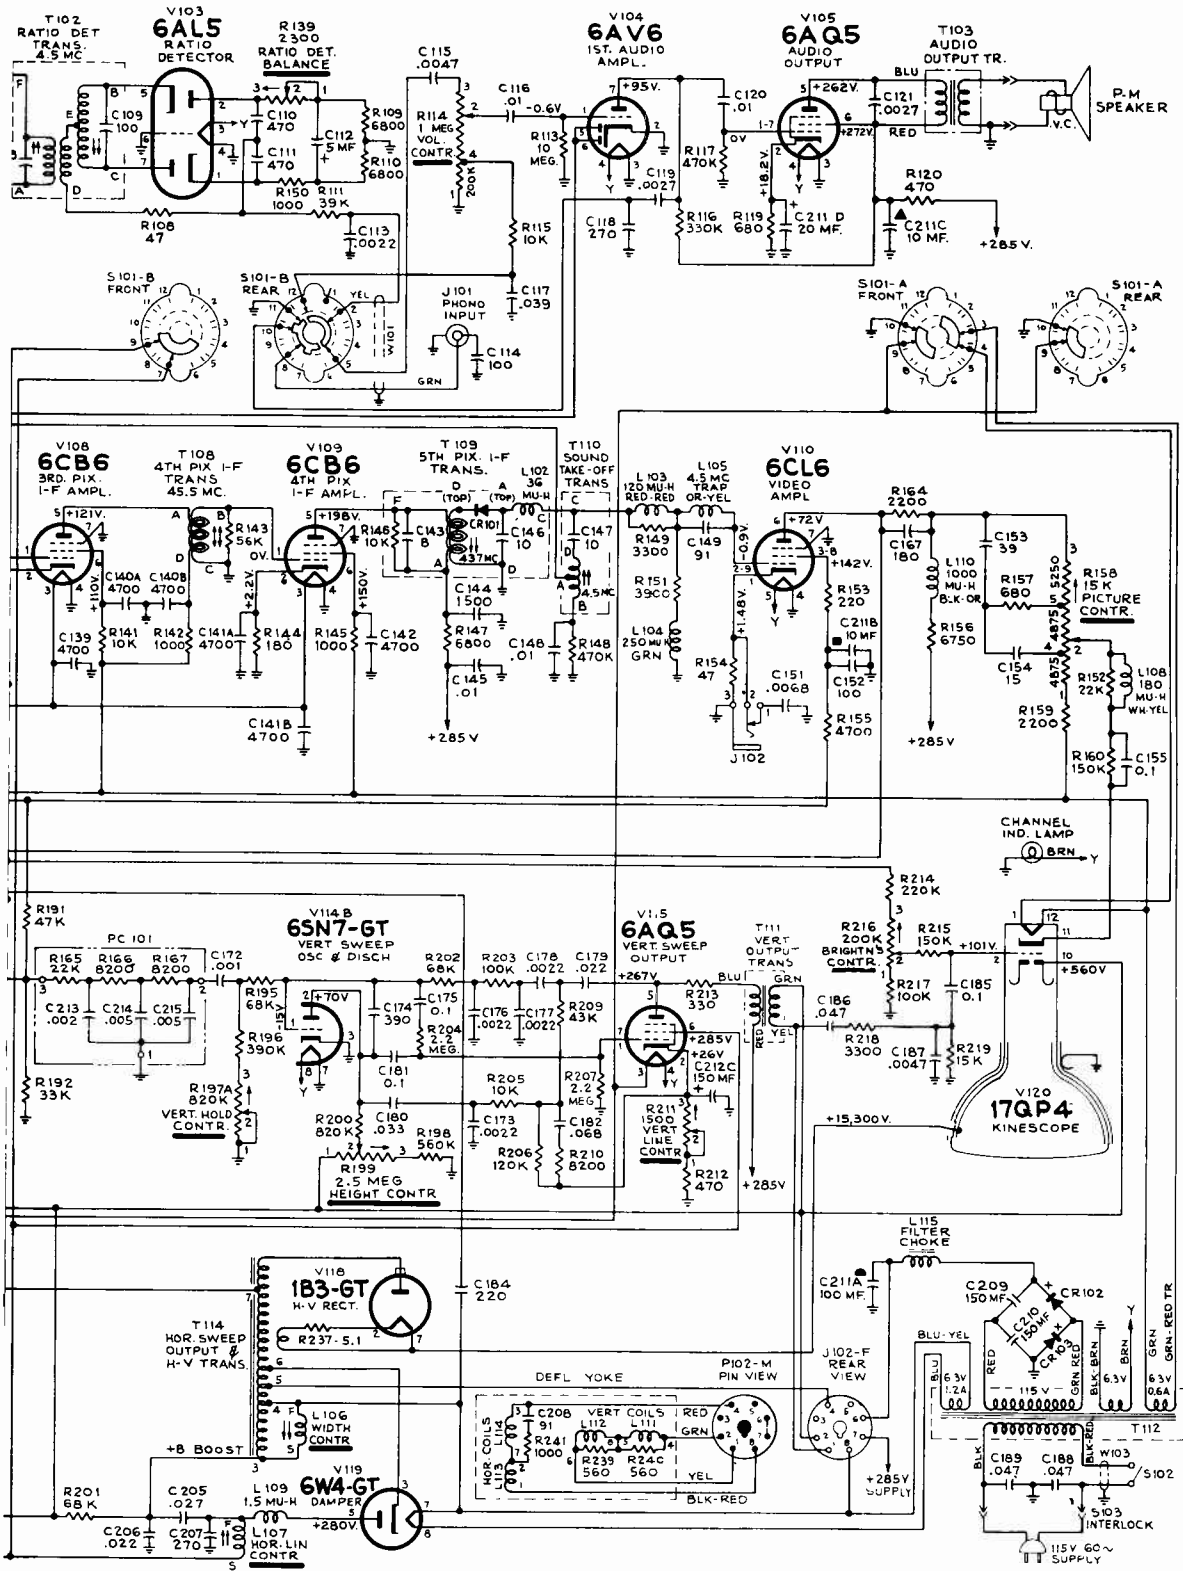 T102
RATIO DET
TRANS.
4.5 MC
V103
6AL5
RATIO
DETECTOR
R139
2300
RATIO DET.
BALANCE
C115
.0047
C116
.01
-0.6V
V104
6AV6
1ST. AUDIO
AMPL.
+95V.
V105
6AQ5
AUDIO
OUTPUT
+262V.
T103
AUDIO
OUTPUT TR.
BLU
RED
P-M
SPEAKER
V.C.
C109
100
C110
470
C111
470
C112
5 MF
R109
6800
R110
6800
R114
1 MEG
VOL.
CONTR
200K
R113
10
MEG.
C120
.01
0V
C121
.0027
+272V.
R117
470K
+18.2V.
C119
.0027
R120
470
R108
47
R150
1000
R111
39K
C113
.0022
R115
10K
C118
270
R116
330K
R119
680
C211 D
20 MF.
C211C
10 MF.
+285V.
S101-B
FRONT
S101-B
REAR
YEL
W101
J101
PHONO
INPUT
C117
.039
C114
100
GRN
S101-A
FRONT
S101-A
REAR
V108
6CB6
3RD. PIX.
I-F AMPL.
+121V.
T108
4TH PIX I-F
TRANS
45.5 MC.
V109
6CB6
4TH PIX
I-F AMPL.
+198V.
T109
5TH PIX. I-F
TRANS.
D
(TOP)
A
(TOP)
L102
36
MU-H
T110
SOUND
TAKE-OFF
TRANS
L103
120 MU-H
RED-RED
L105
4.5 MC
TRAP
OR-YEL
V110
6CL6
VIDEO
AMPL
+72V
R164
2200
R143
56K
0V.
R146
10K
C143
8
CR101
C146
10
43.7 MC
C147
10
4.5 MC
R149
3300
C149
91
-0.9V.
+142V.
C167
180
L110
1000
MU-H
BLK-OR
C153
39
R157
680
5250
4875
4875
R158
15 K
PICTURE
CONTR.
+110V.
C140A
4700
C140B
4700
+2.2V.
+150V.
C144
1500
R151
3900
L104
250 MU-H
GRN
+1.48V.
R153
220
C211B
10 MF
C139
4700
R141
10K
R142
1000
C141A
4700
R144
180
R145
1000
C142
4700
R147
6800
C145
.01
C148
.01
R148
470K
R154
47
C151
.0068
C152
100
R156
6750
C154
15
R152
22K
L108
180
MU-H
WH-YEL
C141B
4700
+285V
J102
R155
4700
+285V
R159
2200
R160
150K
C155
0.1
CHANNEL
IND. LAMP
BRN
Y
R191
47K
PC 101
R165
22K
R166
8200
R167
8200
C172
.001
V114B
6SN7-GT
VERT SWEEP
OSC & DISCH
+70V
R202
68K
R203
100K
C178
.0022
C179
.022
V115
6AQ5
VERT. SWEEP
OUTPUT
+267V
BLU
T111
VERT
OUTPUT
TRANS
GRN
R214
220K
R216
200K
BRIGHTN'S
CONTR.
R215
150K
+101V.
+560V
C213
.002
C214
.005
C215
.005
R195
68K
-15V
R196
390K
C174
390
C175
0.1
R204
2.2
MEG.
C176
.0022
C177
.0022
R209
43K
R213
330
RED
YEL
+285V
+26V
C212C
150 MF
C186
.047
R217
100K
C185
0.1
R218
3300
C187
.0047
R219
15 K
R192
33K
R197A
820K
VERT. HOLD
CONTR.
C181
0.1
R205
10K
R207
2.2
MEG
R200
820K
C180
.033
R198
560K
C173
.0022
C182
.068
R206
120K
R210
8200
R211
1500
VERT
LINE
CONTR
R212
470
+285V
+15,300V.
V120
17QP4
KINESCOPE
R199
2.5 MEG
HEIGHT CONTR
V118
1B3-GT
H-V RECT.
R237-5.1
T114
HOR. SWEEP
OUTPUT &
H-V TRANS.
C184
220
L115
FILTER
CHOKE
C211A
100 MF.
C209
150 MF.
C210
150 MF
CR102
CR103
BLU-YEL
BLU
6.3V
1.2A
RED
115 V
GRN RED
BLK-BRN
6.3V
BRN
Y
GRN
GRN-RED TR
6.3V
0.6A
T112
L106
WIDTH
CONTR
+B BOOST
DEFL YOKE
HOR. COILS
L113
L114
C208
91
R241
1000
VERT COILS
L112
L111
R239
560
R240
560
RED
GRN
YEL
BLK-RED
P102-M
PIN VIEW
J102-F
REAR
VIEW
+285V
SUPPLY
BLK
BLK-RED
C189
.047
C188
.047
W103
S102
S103
INTERLOCK
115V 60~
SUPPLY
R201
68 K
C205
.027
C206
.022
C207
270
L109
1.5 MU-H
L107
HOR. LIN
CONTR
V119
6W4-GT
DAMPER
+280V.